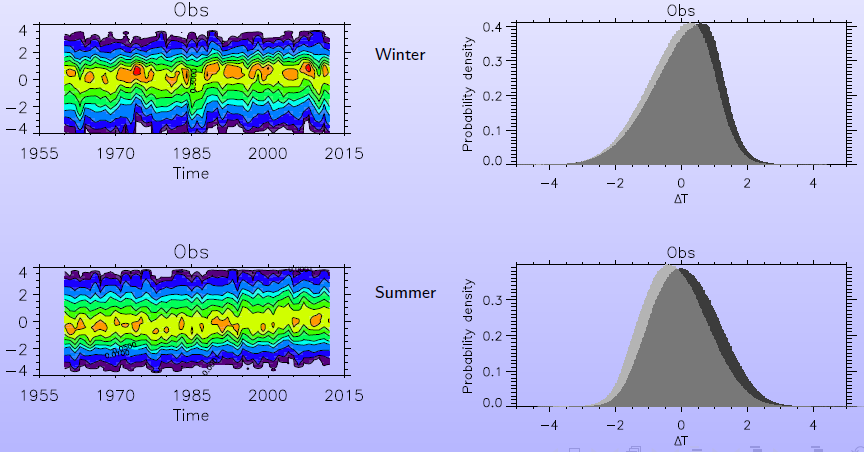 Obs
4
2
0
−2
−4
1955 1970 1985 2000 2015
Time
Winter
Obs
Probability density
0.4
0.3
0.2
0.1
0.0
−4 −2 0 2 4
ΔT
Obs
4
2
0
−2
−4
1955 1970 1985 2000 2015
Time
Summer
Obs
Probability density
0.3
0.2
0.1
0.0
−4 −2 0 2 4
ΔT